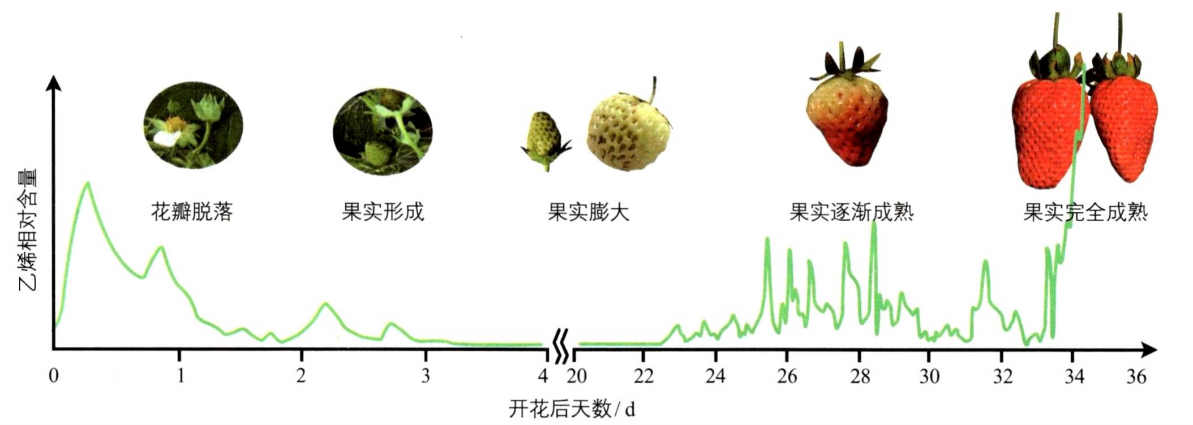 乙烯相对含量
花瓣脱落
果实形成
果实膨大
果实逐渐成熟
果实完全成熟
0 1 2 3 4 20 22 24 26 28 30 32 34 36
开花后天数/d